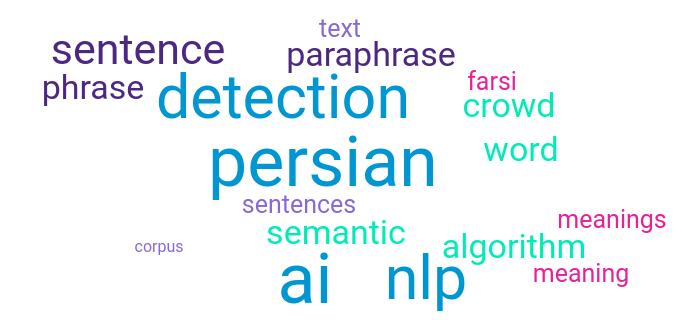 text
sentence
paraphrase
phrase
detection
farsi
crowd
persian
word
sentences
meanings
semantic
corpus
algorithm
ai
nlp
meaning